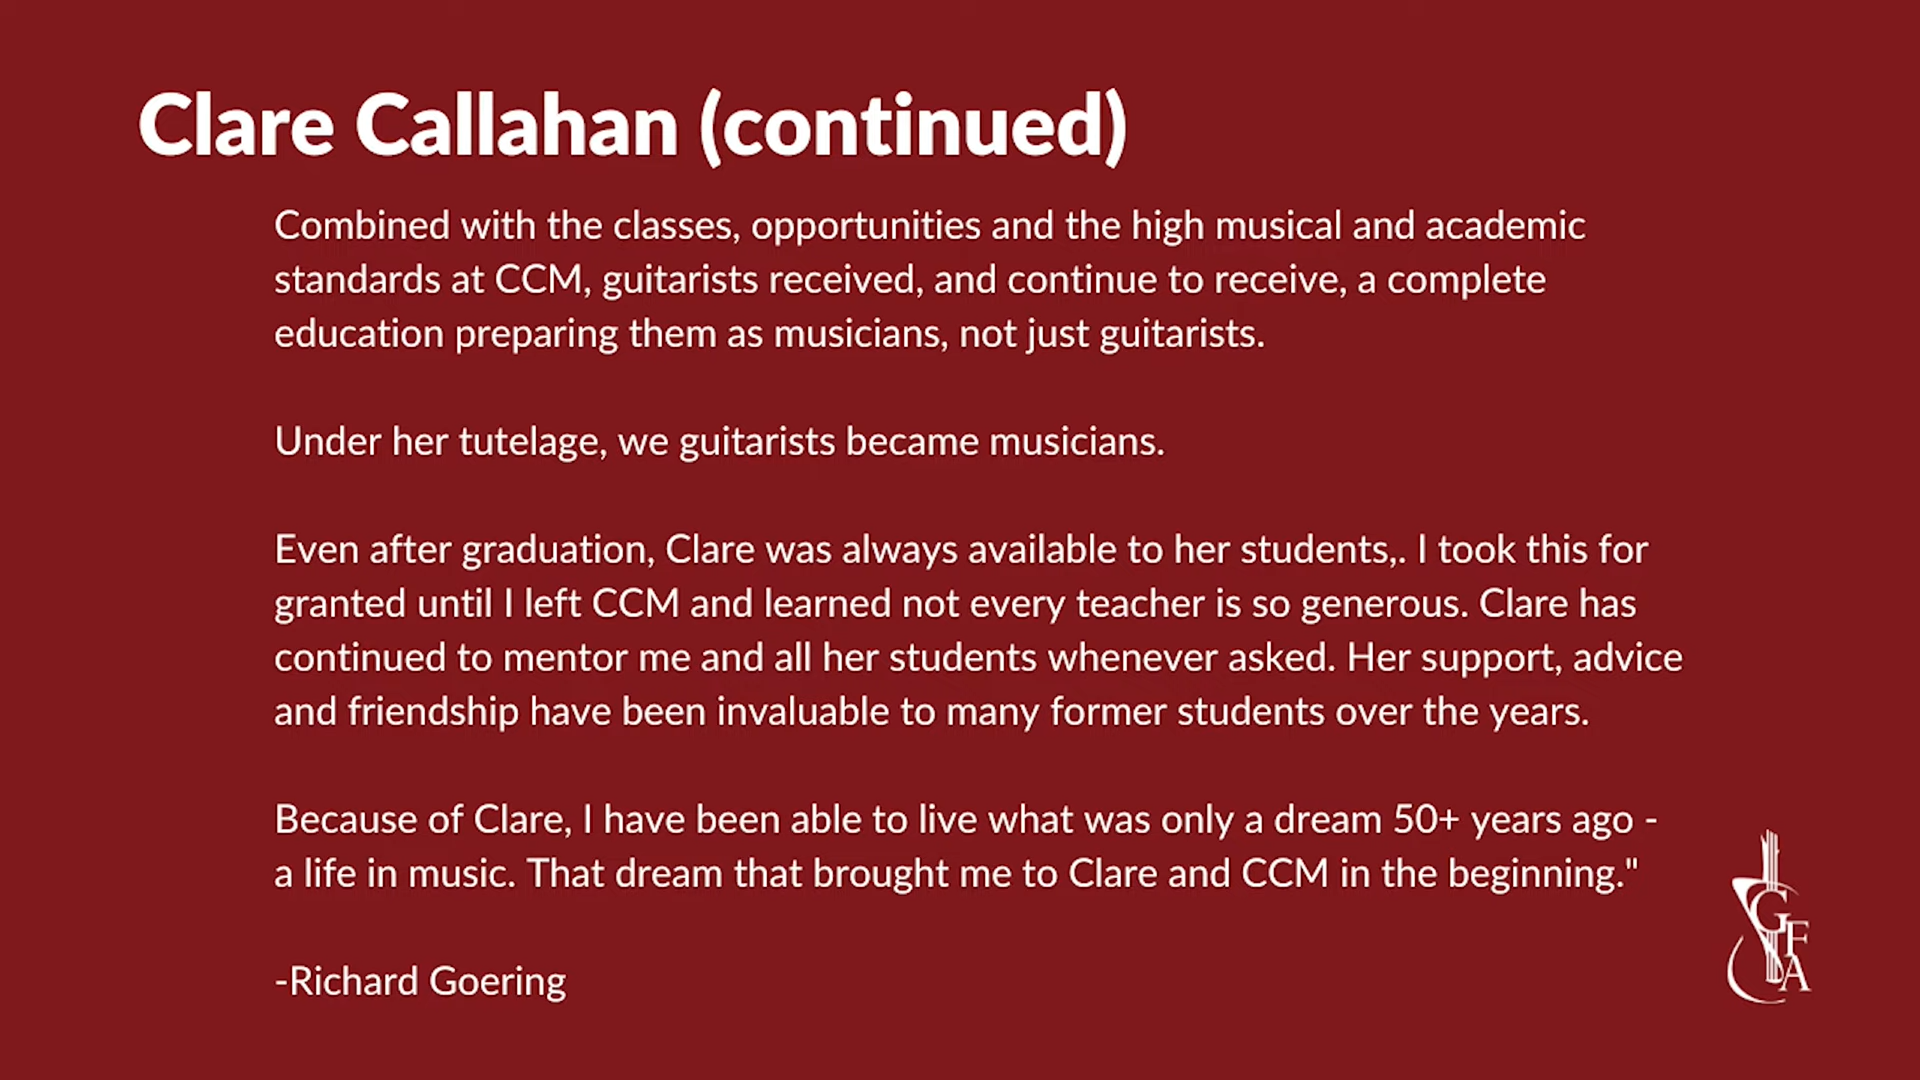 Clare Callahan (continued)
Combined with the classes, opportunities and the high musical and academic
standards at CCM, guitarists received, and continue to receive, a complete
education preparing them as musicians, not just guitarists.
Under her tutelage, we guitarists became musicians.
Even after graduation, Clare was always available to her students,. I took this for
granted until I left CCM and learned not every teacher is so generous. Clare has
continued to mentor me and all her students whenever asked. Her support, advice
and friendship have been invaluable to many former students over the years.
Because of Clare, I have been able to live what was only a dream 50+ years ago -
a life in music. That dream that brought me to Clare and CCM in the beginning."
-Richard Goering
GFA